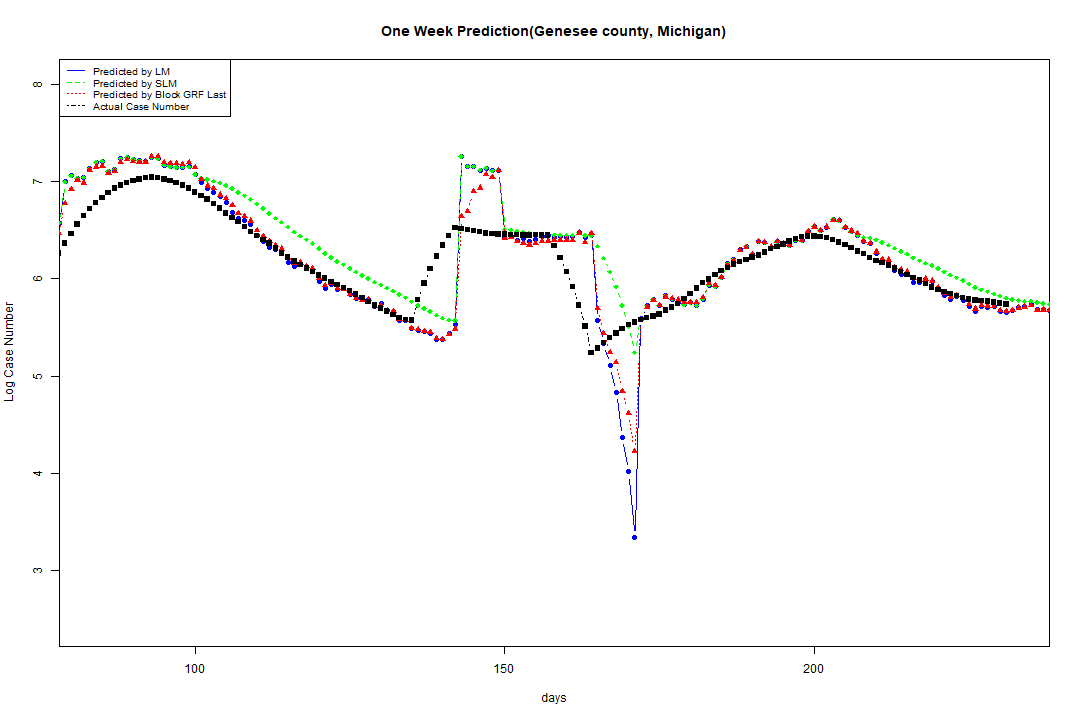 One Week Prediction(Genesee county, Michigan)
Predicted by LM
Predicted by SLM
Predicted by Block GRF Last
Actual Case Number
8
7
6
5
4
3
Log Case Number
100 150 200
days